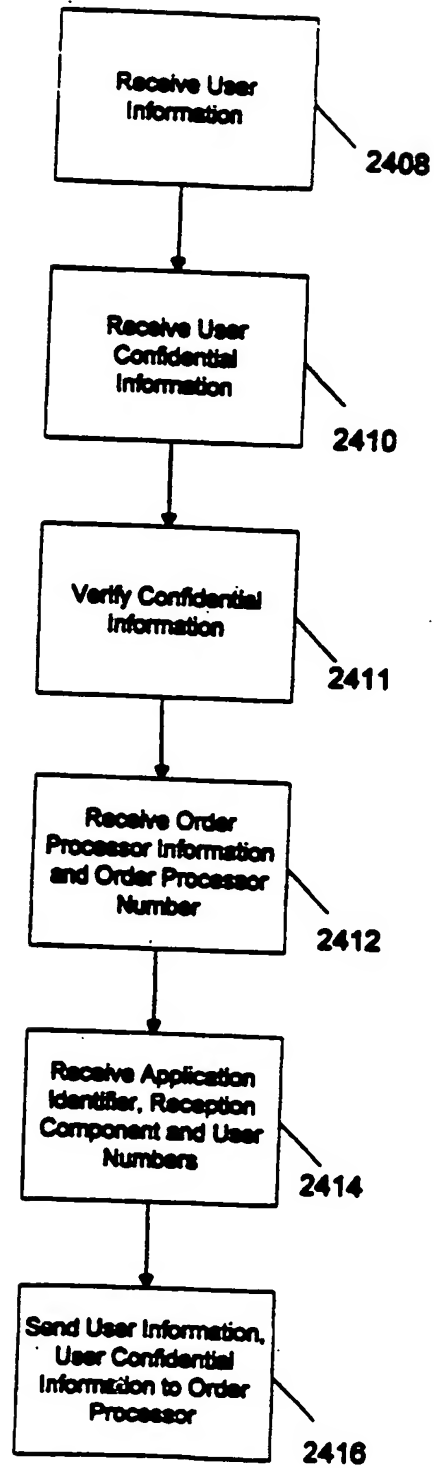 Receive User
Information
2408
Receive User
Confidential
Information
2410
Verify Confidential
Information
2411
Receive Order
Processor Information
and Order Processor
Number
2412
Receive Application
Identifier, Reception
Component and User
Numbers
2414
Send User Information,
User Confidential
Information to Order
Processor
2416